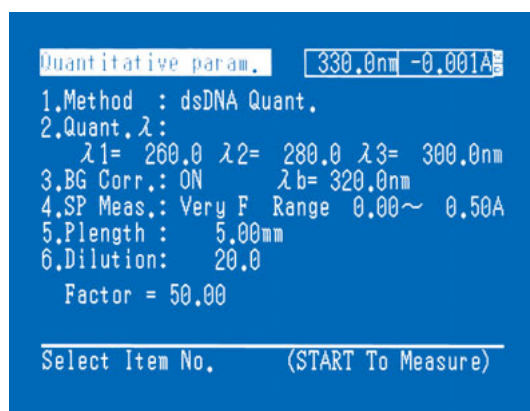 Quantitative param. 330.0nm -0.001A
1.Method : dsDNA Quant.
2.Quant.λ:
λ1= 260.0 λ2= 280.0 λ3= 300.0nm
3.BG Corr.: ON λb= 320.0nm
4.SP Meas.: Very F Range 0.00~ 0.50A
5.Plength : 5.00mm
6.Dilution: 20.0
Factor = 50.00
Select Item No. (START To Measure)